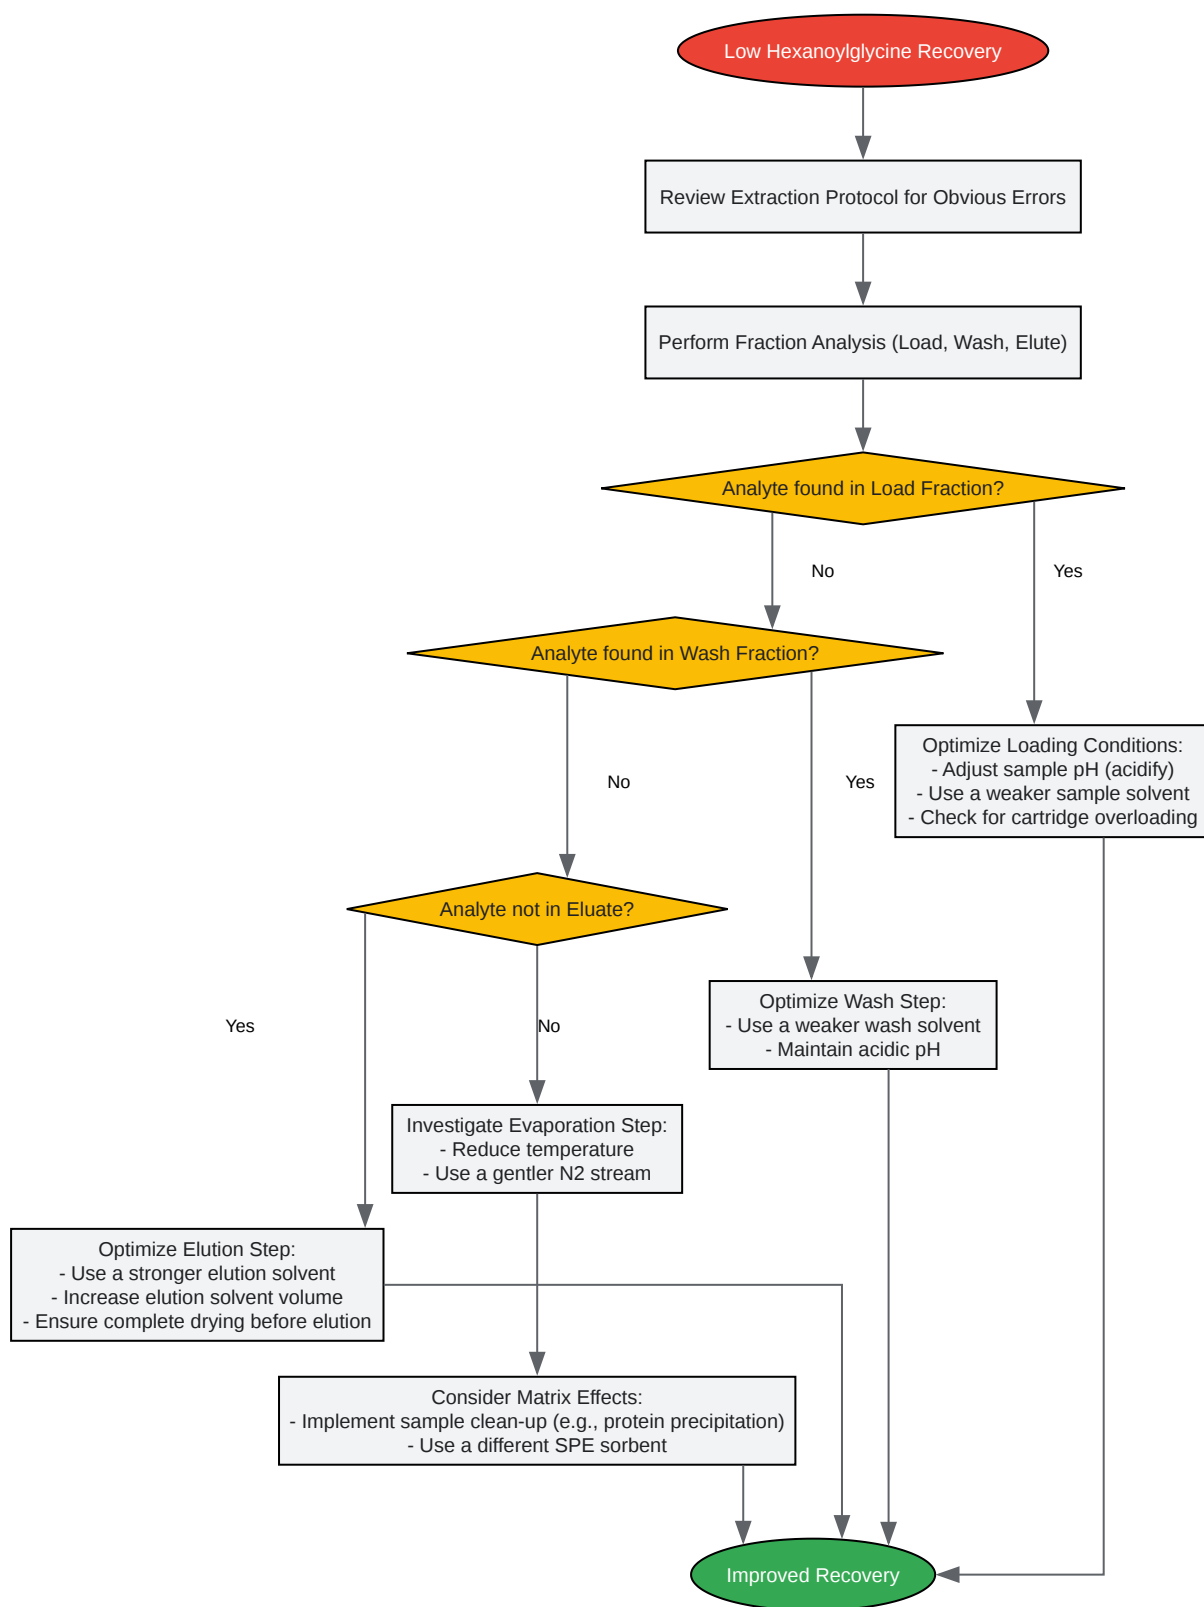 Low Hexanoylglycine Recovery
Review Extraction Protocol for Obvious Errors
Perform Fraction Analysis (Load, Wash, Elute)
Analyte found in Load Fraction?
No
Yes
Analyte found in Wash Fraction?
Optimize Loading Conditions:
- Adjust sample pH (acidify)
- Use a weaker sample solvent
- Check for cartridge overloading
No
Yes
Analyte not in Eluate?
Optimize Wash Step:
- Use a weaker wash solvent
- Maintain acidic pH
Yes
No
Investigate Evaporation Step:
- Reduce temperature
- Use a gentler N2 stream
Optimize Elution Step:
- Use a stronger elution solvent
- Increase elution solvent volume
- Ensure complete drying before elution
Consider Matrix Effects:
- Implement sample clean-up (e.g., protein precipitation)
- Use a different SPE sorbent
Improved Recovery